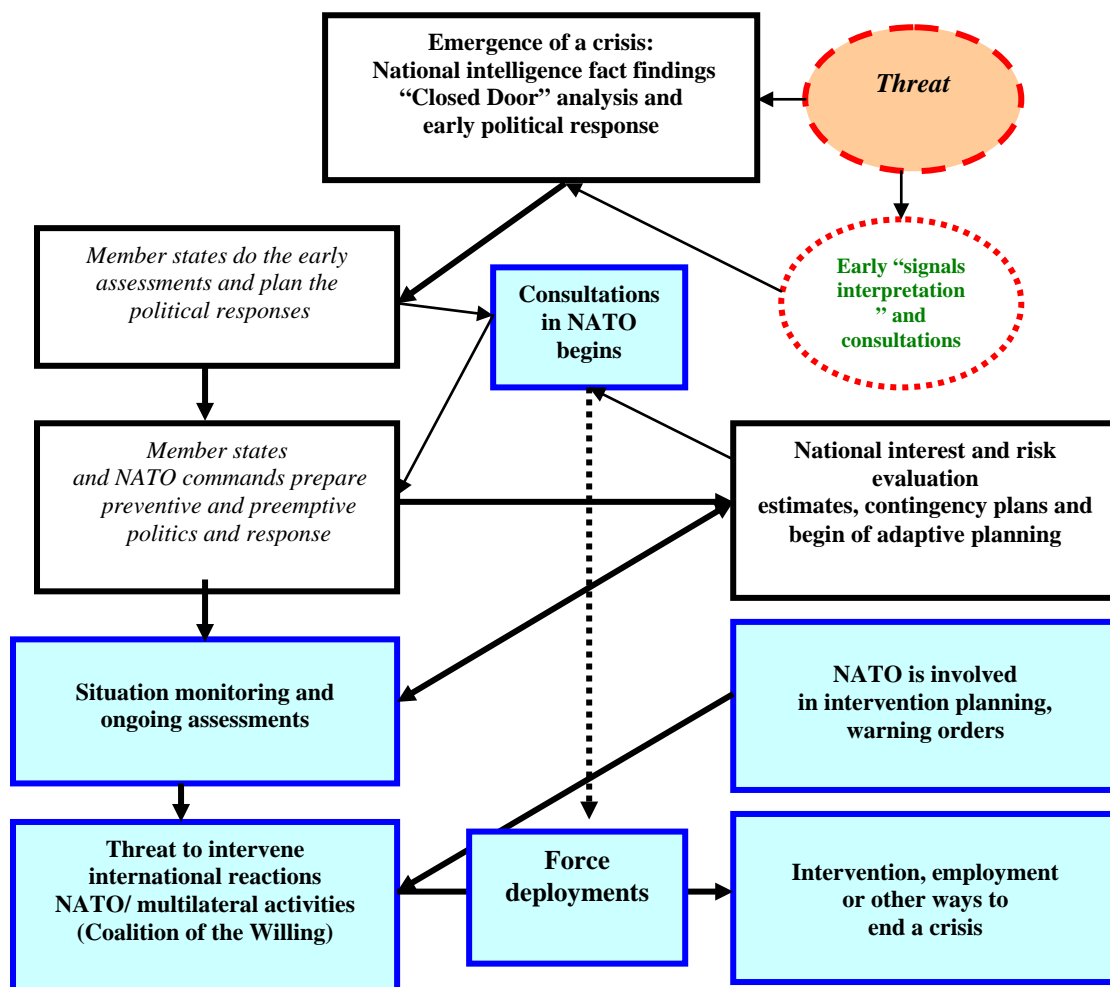 Emergence of a crisis:
National intelligence fact findings
“Closed Door” analysis and
early political response
Threat
Member states do the early
assessments and plan the
political responses
Consultations
in NATO
begins
Early “signals
interpretation
” and
consultations
Member states
and NATO commands prepare
preventive and preemptive
politics and response
National interest and risk
evaluation
estimates, contingency plans and
begin of adaptive planning
Situation monitoring and
ongoing assessments
NATO is involved
in intervention planning,
warning orders
Threat to intervene
international reactions
NATO/ multilateral activities
(Coalition of the Willing)
Force
deployments
Intervention, employment
or other ways to
end a crisis